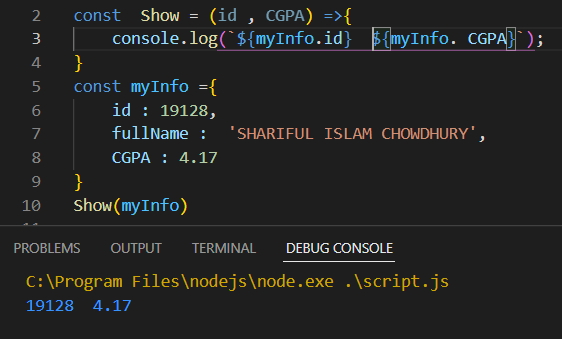 2 const  Show = (id , CGPA) =>{
3     console.log(`${myInfo.id}  ${myInfo. CGPA}`);
4 }
5 const myInfo ={
6     id : 19128,
7     fullName :  'SHARIFUL ISLAM CHOWDHURY',
8     CGPA : 4.17
9 }
10 Show(myInfo)
PROBLEMS OUTPUT TERMINAL DEBUG CONSOLE
C:\Program Files\nodejs\node.exe .\script.js
19128  4.17